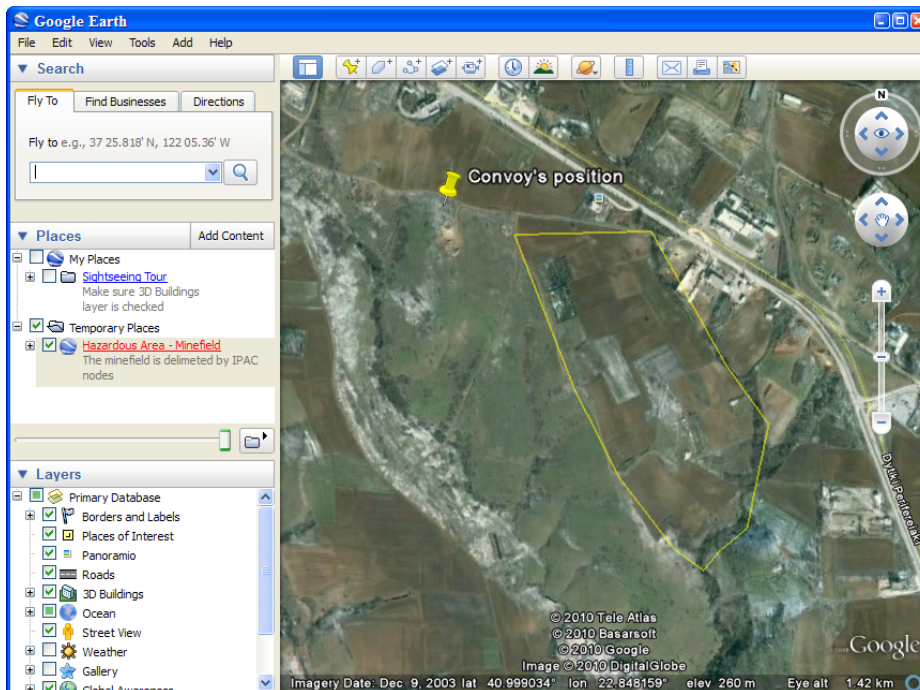 Google Earth
File Edit View Tools Add Help
Search
Fly To Find Businesses Directions
Fly to e.g., 37 25.818' N, 122 05.36' W
Places Add Content
My Places
Sightseeing Tour
Make sure 3D Buildings
layer is checked
Temporary Places
Hazardous Area - Minefield
The minefield is delimeted by IPAC
nodes
Layers
Primary Database
Borders and Labels
Places of Interest
Panoramio
Roads
3D Buildings
Ocean
Street View
Weather
Gallery
Global Awareness
N
Convoy's position
Dytiki Perifereiaki
© 2010 Tele Atlas
© 2010 Basarsoft
© 2010 Google
Image © 2010 DigitalGlobe
Google
Imagery Date: Dec 9, 2003 lat 40.999034° lon 22.848159° elev 260 m Eye alt 1.42 km